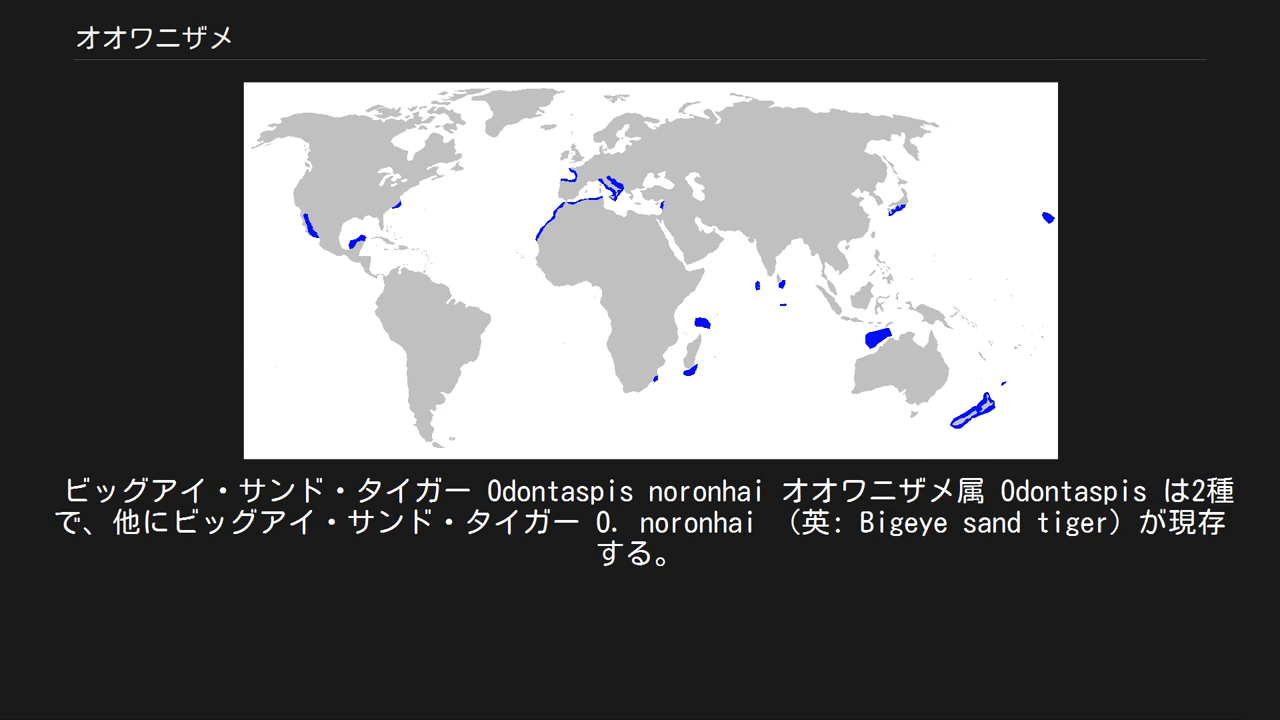 オオワニザメ
ビッグアイ・サンド・タイガー Odontaspis noronhai オオワニザメ属 Odontaspis は2種
で、他にビッグアイ・サンド・タイガー O. noronhai （英: Bigeye sand tiger）が現存
する。